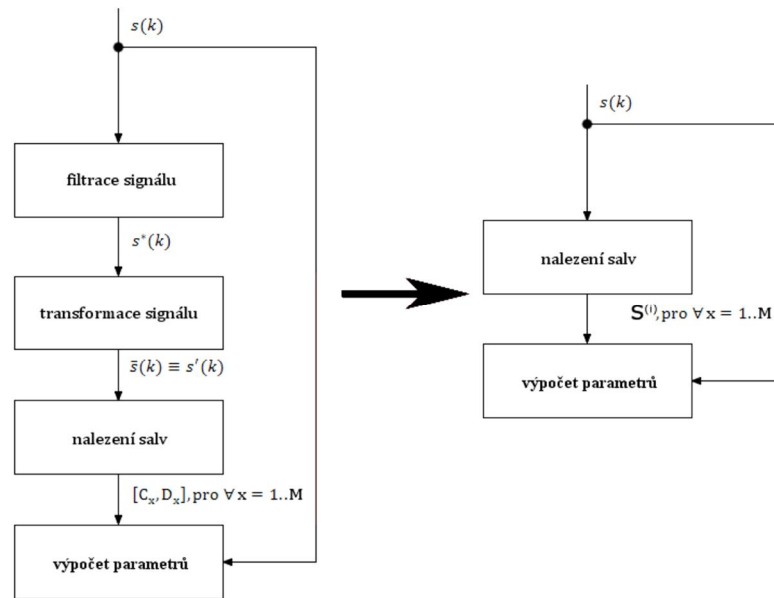 s(k)
filtrace signálu
s*(k)
transformace signálu
s̄(k) ≡ s′(k)
nalezení salv
[Cₓ, Dₓ], pro ∀ x = 1..M
výpočet parametrů
s(k)
nalezení salv
S⁽ⁱ⁾, pro ∀ x = 1..M
výpočet parametrů